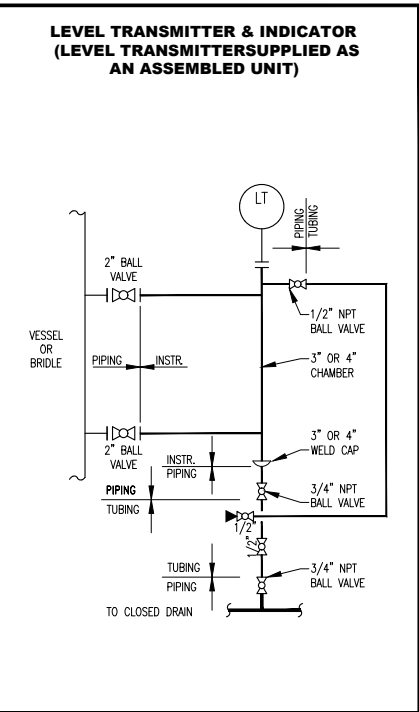 LEVEL TRANSMITTER & INDICATOR
(LEVEL TRANSMITTERSUPPLIED AS
AN ASSEMBLED UNIT)
LT
PIPING
TUBING
2" BALL
VALVE
1/2" NPT
BALL VALVE
VESSEL
OR
BRIDLE
PIPING
INSTR.
3" OR 4"
CHAMBER
2" BALL
VALVE
3" OR 4"
WELD CAP
INSTR.
PIPING
PIPING
TUBING
3/4" NPT
BALL VALVE
1/2"
1/2"
TUBING
PIPING
3/4" NPT
BALL VALVE
TO CLOSED DRAIN